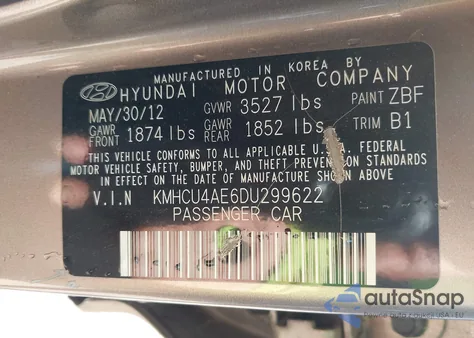 MANUFACTURED IN KOREA BY
HYUNDAI MOTOR COMPANY
MAY/30/12 GVWR 3527 lbs PAINT ZBF
GAWR FRONT 1874 lbs GAWR REAR 1852 lbs TRIM B1
THIS VEHICLE CONFORMS TO ALL APPLICABLE U.S.A. FEDERAL
MOTOR VEHICLE SAFETY, BUMPER, AND THEFT PREVENTION STANDARDS
IN EFFECT ON THE DATE OF MANUFACTURE SHOWN ABOVE.
V.I.N KMHCU4AE6DU299622
PASSENGER CAR
autoSnap